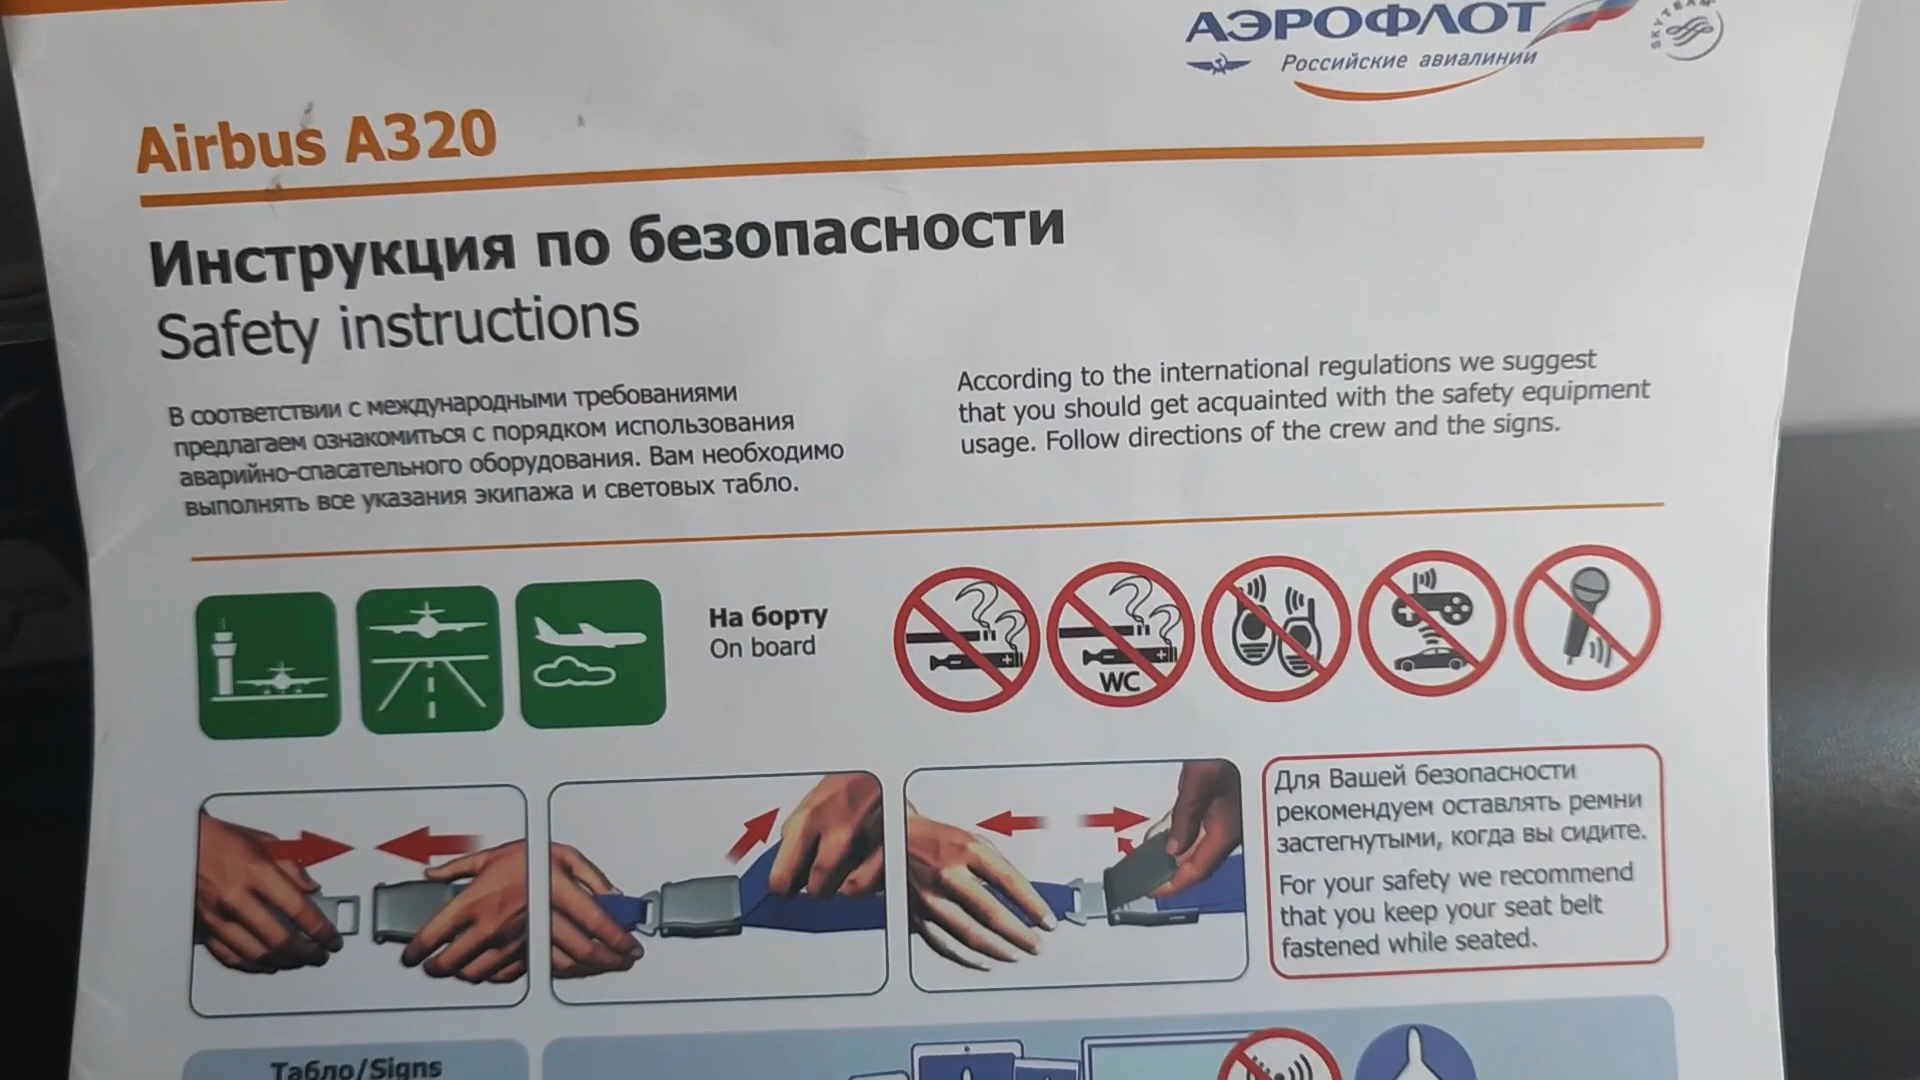 АЭРОФЛОТ
Российские авиалинии
SKYTEAM
Airbus A320
Инструкция по безопасности
Safety instructions
В соответствии с международными требованиями
предлагаем ознакомиться с порядком использования
аварийно-спасательного оборудования. Вам необходимо
выполнять все указания экипажа и световых табло.
According to the international regulations we suggest
that you should get acquainted with the safety equipment
usage. Follow directions of the crew and the signs.
На борту
On board
WC
Для Вашей безопасности
рекомендуем оставлять ремни
застегнутыми, когда вы сидите.
For your safety we recommend
that you keep your seat belt
fastened while seated.
Табло/Signs